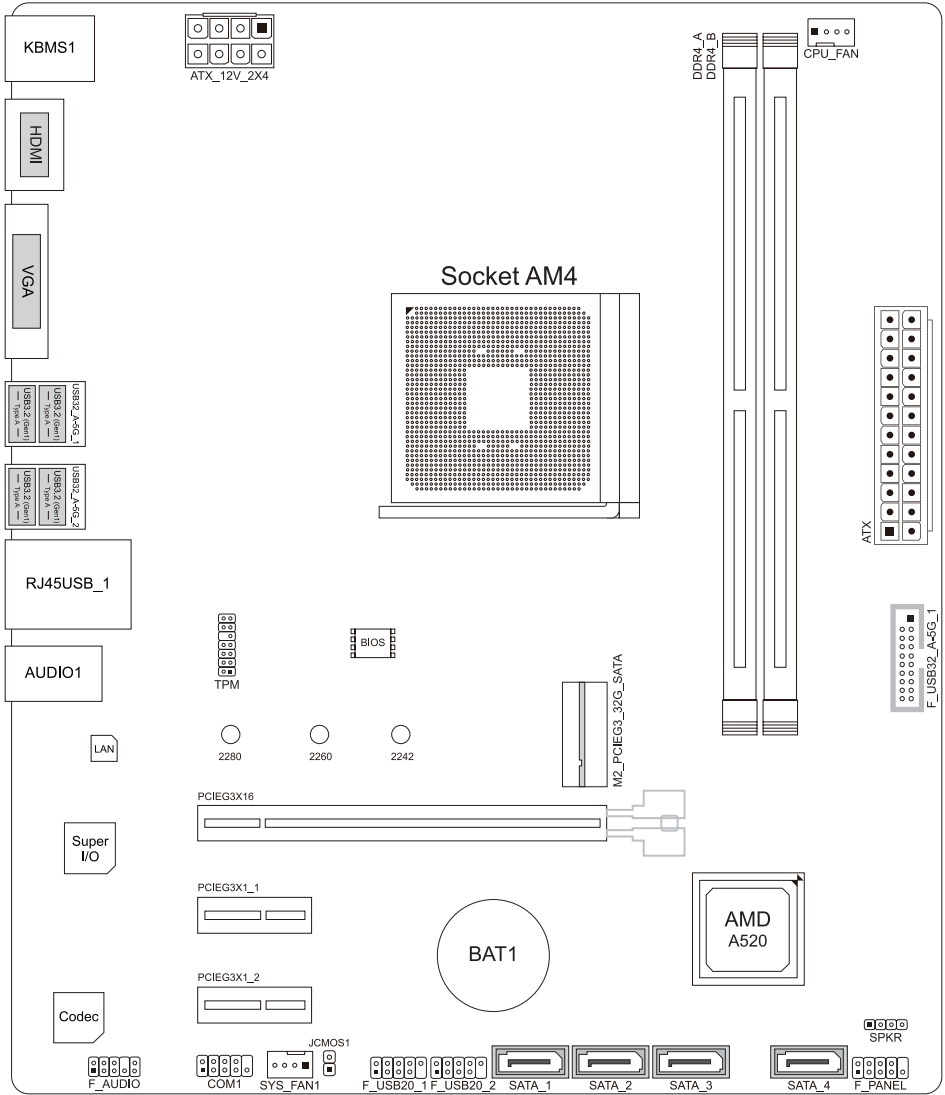 KBMS1
ATX_12V_2X4
DDR4_A
DDR4_B
CPU_FAN
HDMI
VGA
Socket AM4
USB3.2 (Gen1)
Type A
USB3.2 (Gen1)
Type A
USB32_A-5G_1
USB3.2 (Gen1)
Type A
USB3.2 (Gen1)
Type A
USB32_A-5G_2
ATX
RJ45USB_1
TPM
BIOS
F_USB32_A-5G_1
AUDIO1
M2_PCIEG3_32G_SATA
LAN
2280
2260
2242
PCIEG3X16
Super
I/O
PCIEG3X1_1
AMD
A520
BAT1
PCIEG3X1_2
Codec
SPKR
JCMOS1
F_AUDIO
COM1
SYS_FAN1
F_USB20_1
F_USB20_2
SATA_1
SATA_2
SATA_3
SATA_4
F_PANEL